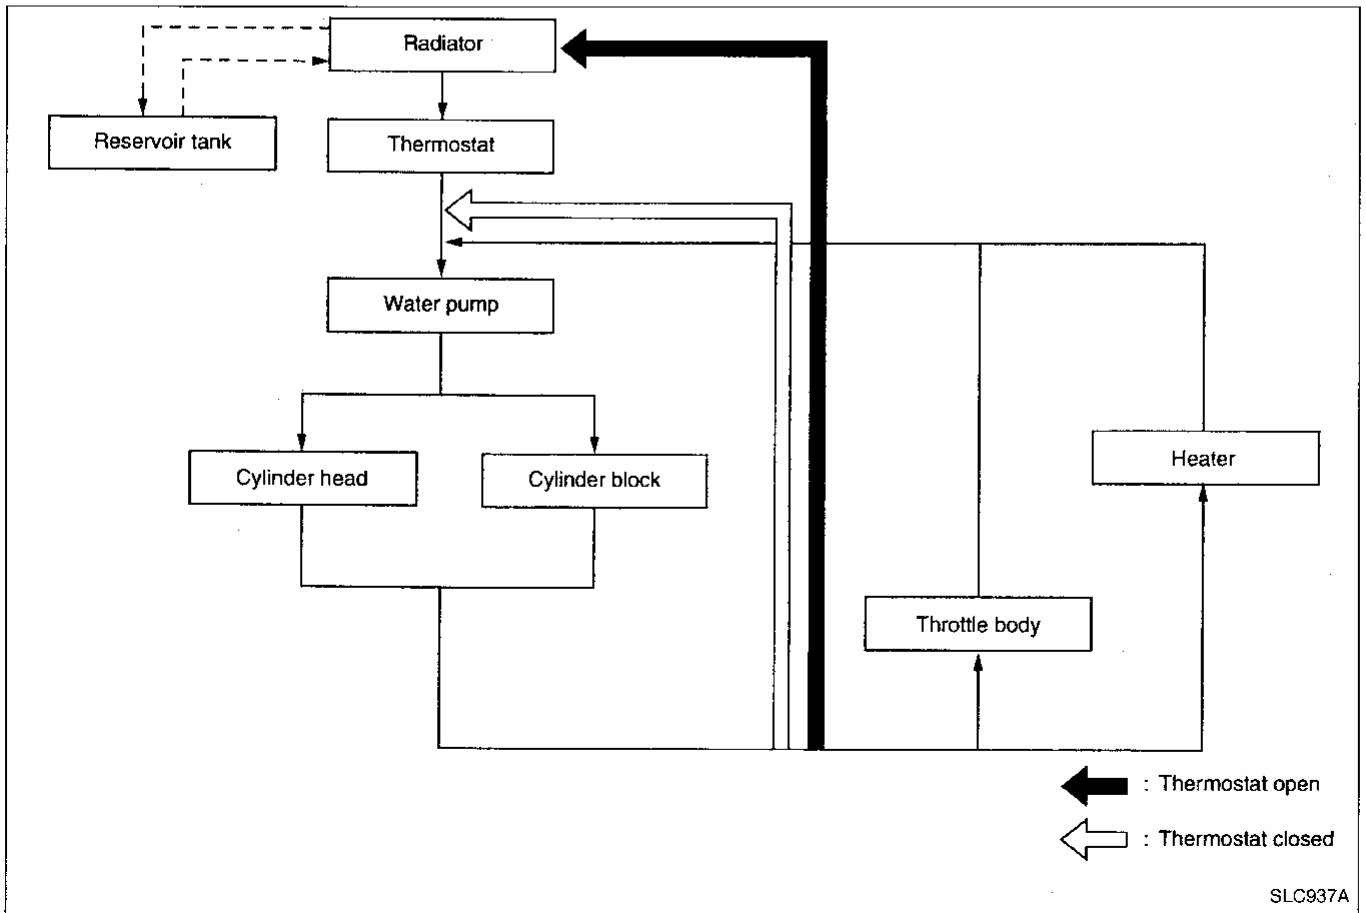 Radiator
Reservoir tank
Thermostat
Water pump
Cylinder head
Cylinder block
Heater
Throttle body
: Thermostat open
: Thermostat closed
SLC937A